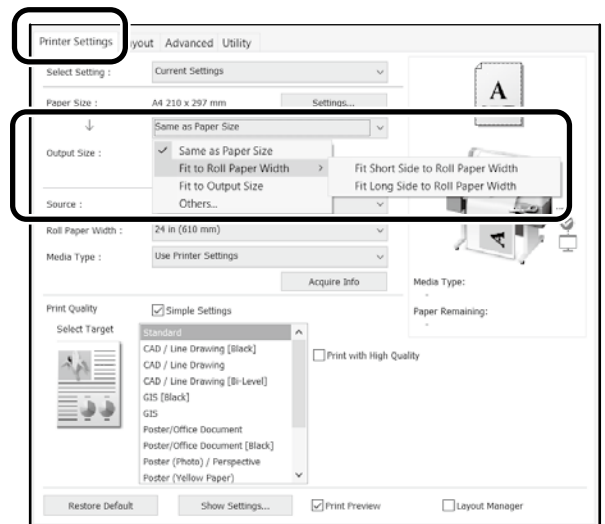 Printer Settings yout Advanced Utility
Select Setting : Current Settings
Paper Size : A4 210 x 297 mm Settings...
Same as Paper Size
Output Size :
Same as Paper Size
Fit to Roll Paper Width
Fit to Output Size
Others...
Fit Short Side to Roll Paper Width
Fit Long Side to Roll Paper Width
Source :
Roll Paper Width : 24 in (610 mm)
Media Type : Use Printer Settings
Acquire Info
Print Quality Simple Settings
Select Target
Standard
CAD / Line Drawing [Black]
CAD / Line Drawing
CAD / Line Drawing [Bi-Level]
GIS [Black]
GIS
Poster/Office Document
Poster/Office Document [Black]
Poster (Photo) / Perspective
Poster (Yellow Paper)
Print with High Quality
A
A
Media Type:
-
Paper Remaining:
-
Restore Default Show Settings... Print Preview Layout Manager